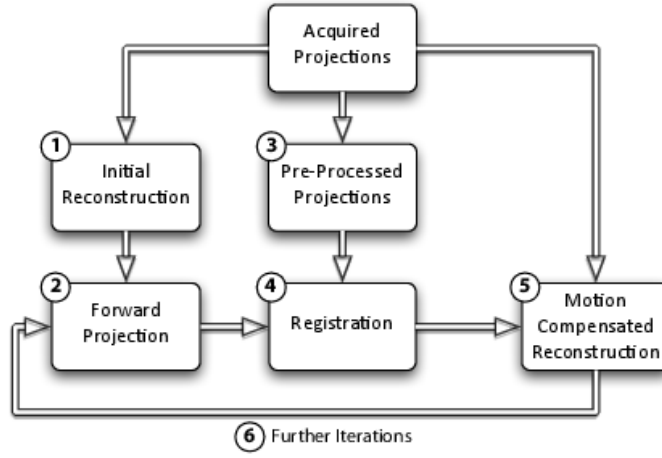 Acquired
Projections
1
Initial
Reconstruction
3
Pre-Processed
Projections
2
Forward
Projection
4
Registration
5
Motion
Compensated
Reconstruction
6 Further Iterations